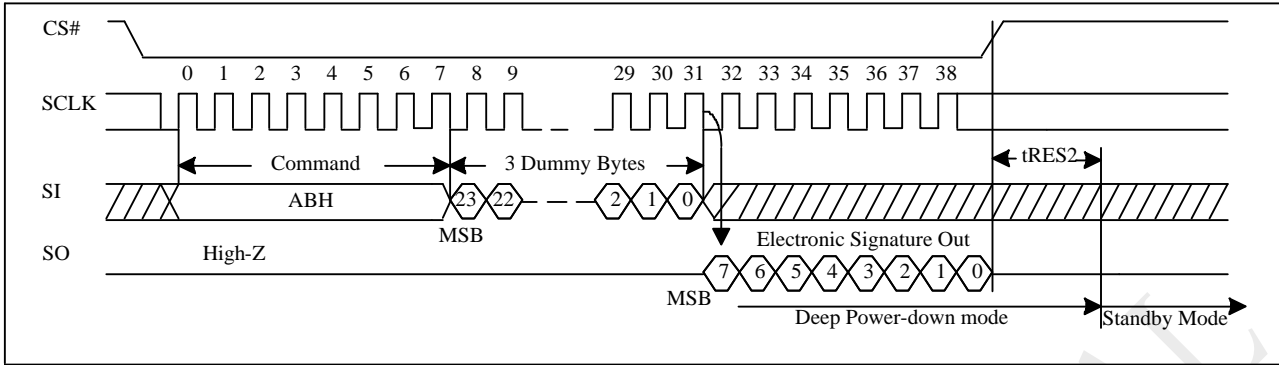 CS#
0 1 2 3 4 5 6 7 8 9 29 30 31 32 33 34 35 36 37 38
SCLK
Command 3 Dummy Bytes tRES2
SI ABH 23 22 2 1 0
MSB
SO High-Z Electronic Signature Out
7 6 5 4 3 2 1 0
MSB
Deep Power-down mode Standby Mode